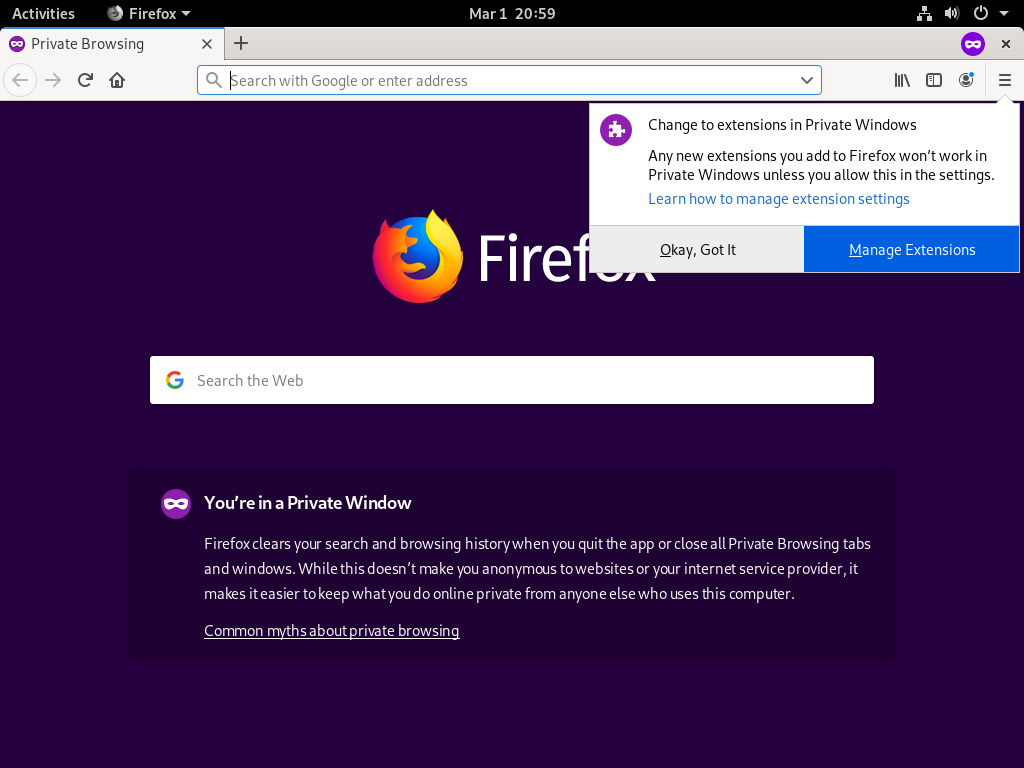 Activities
Firefox
Mar 1 20:59
Private Browsing
Search with Google or enter address
Change to extensions in Private Windows
Any new extensions you add to Firefox won’t work in
Private Windows unless you allow this in the settings.
Learn how to manage extension settings
Okay, Got It
Manage Extensions
Firefox
Search the Web
You’re in a Private Window
Firefox clears your search and browsing history when you quit the app or close all Private Browsing tabs
and windows. While this doesn’t make you anonymous to websites or your internet service provider, it
makes it easier to keep what you do online private from anyone else who uses this computer.
Common myths about private browsing